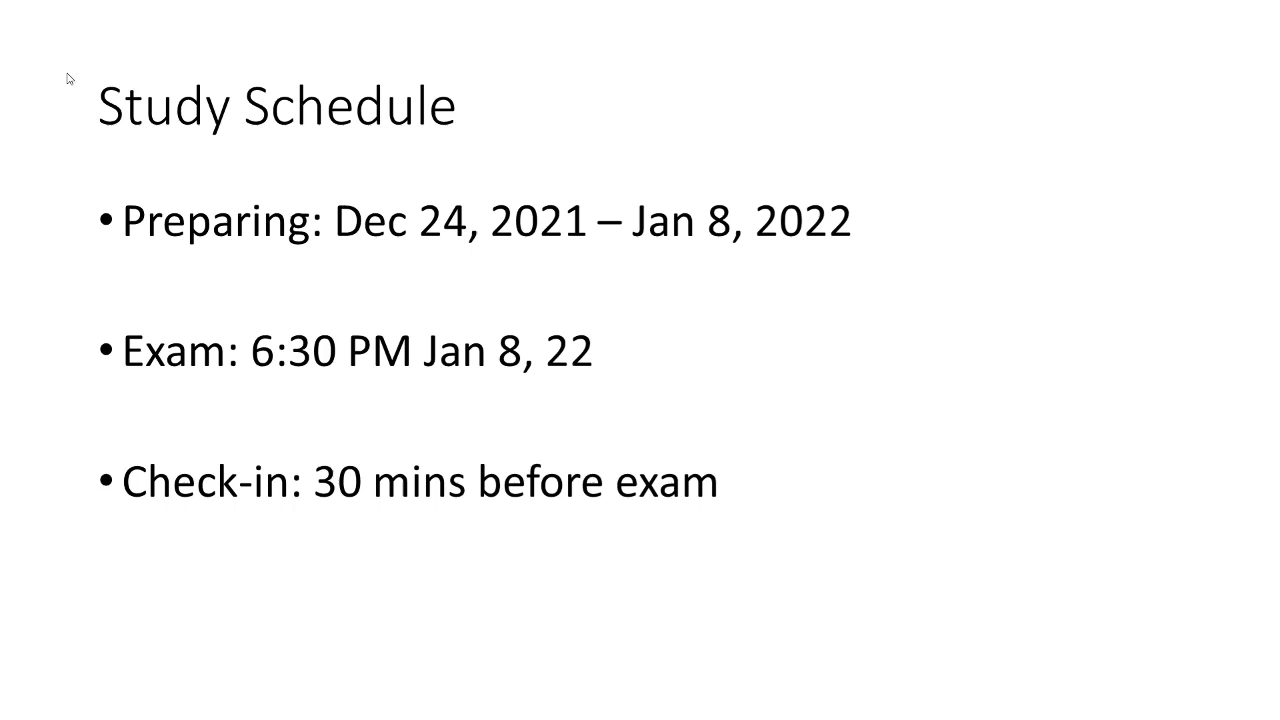 Study Schedule
• Preparing: Dec 24, 2021 – Jan 8, 2022
• Exam: 6:30 PM Jan 8, 22
• Check-in: 30 mins before exam